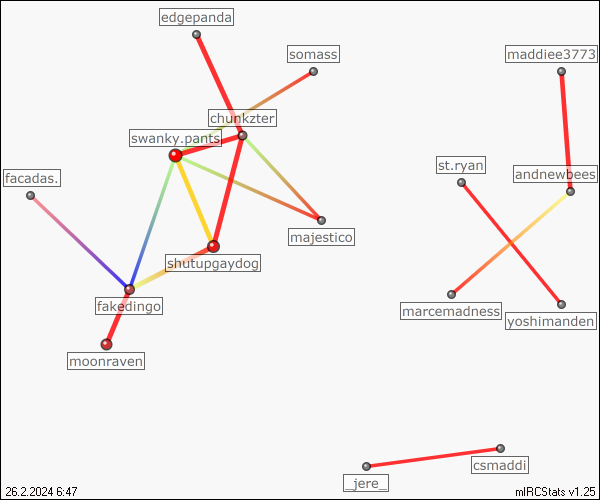 edgepanda
somass
maddiee3773
chunkzter
swanky.pants
st.ryan
andnewbees
facadas.
majestico
shutupgaydog
fakedingo
marcemadness
yoshimanden
moonraven
csmaddi
_jere_
26.2.2024 6:47
mIRCStats v1.25